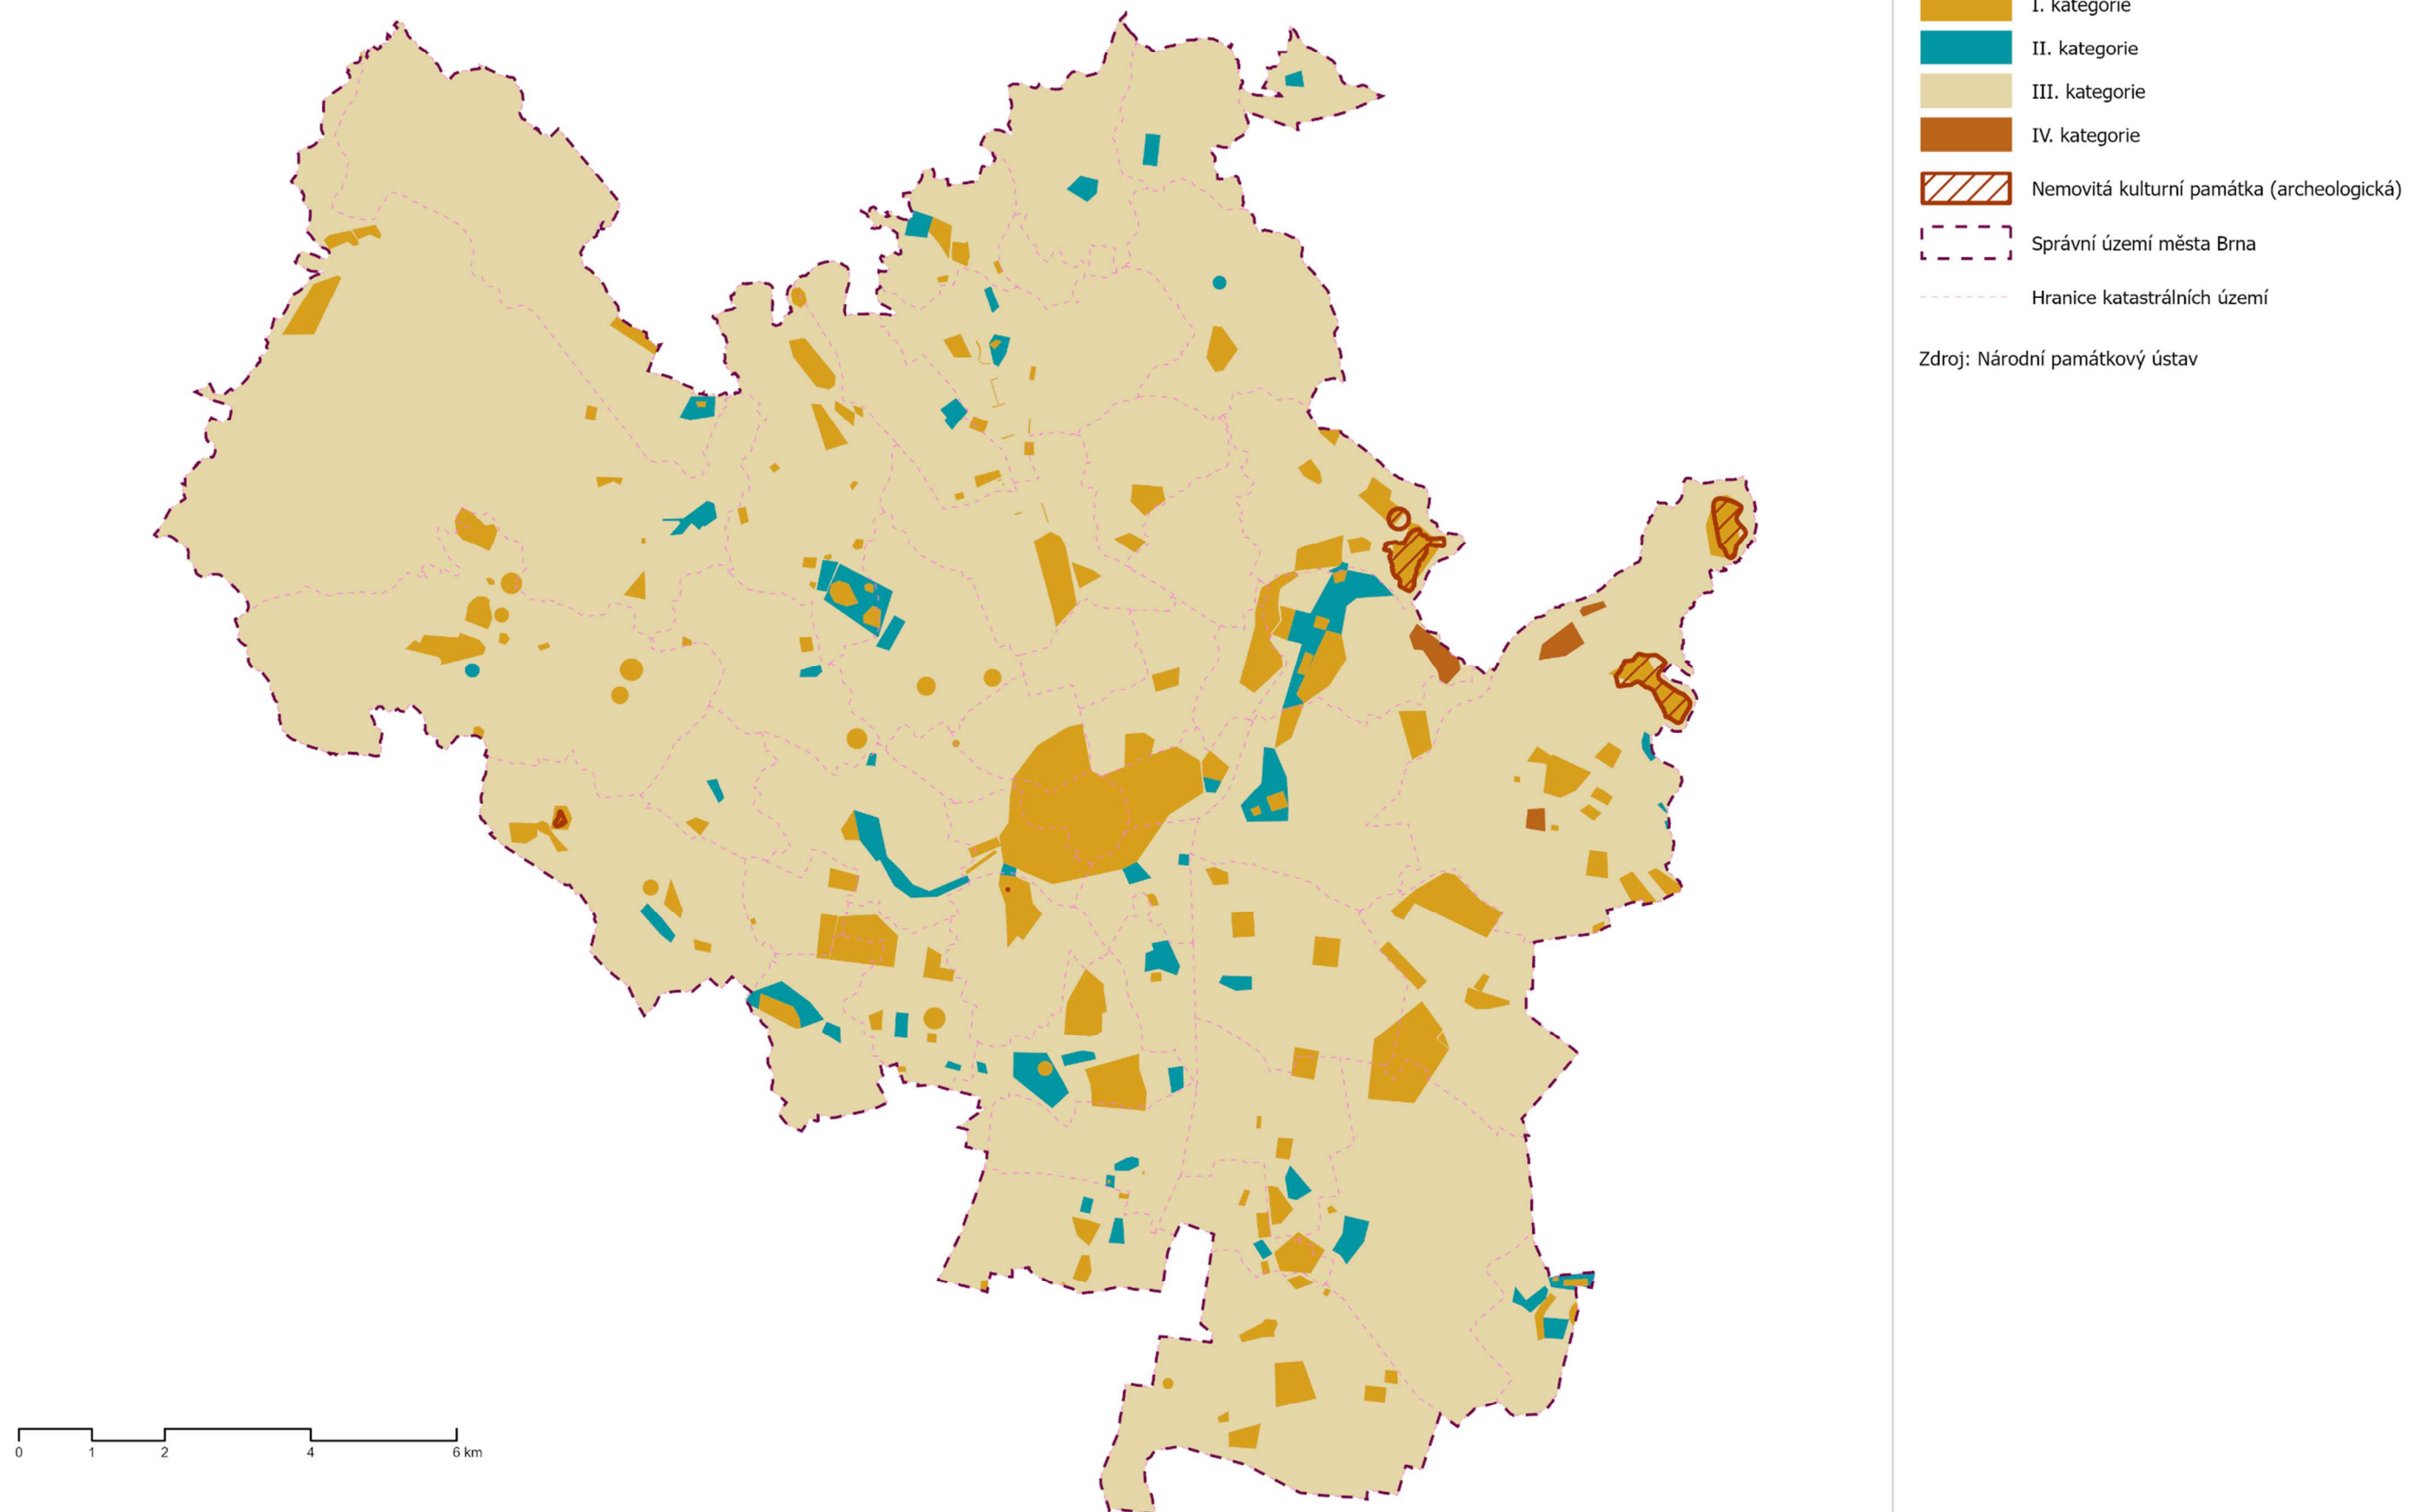 I. kategorie
II. kategorie
III. kategorie
IV. kategorie
Nemovitá kulturní památka (archeologická)
Správní území města Brna
Hranice katastrálních území
Zdroj: Národní památkový ústav
0 1 2 4 6 km